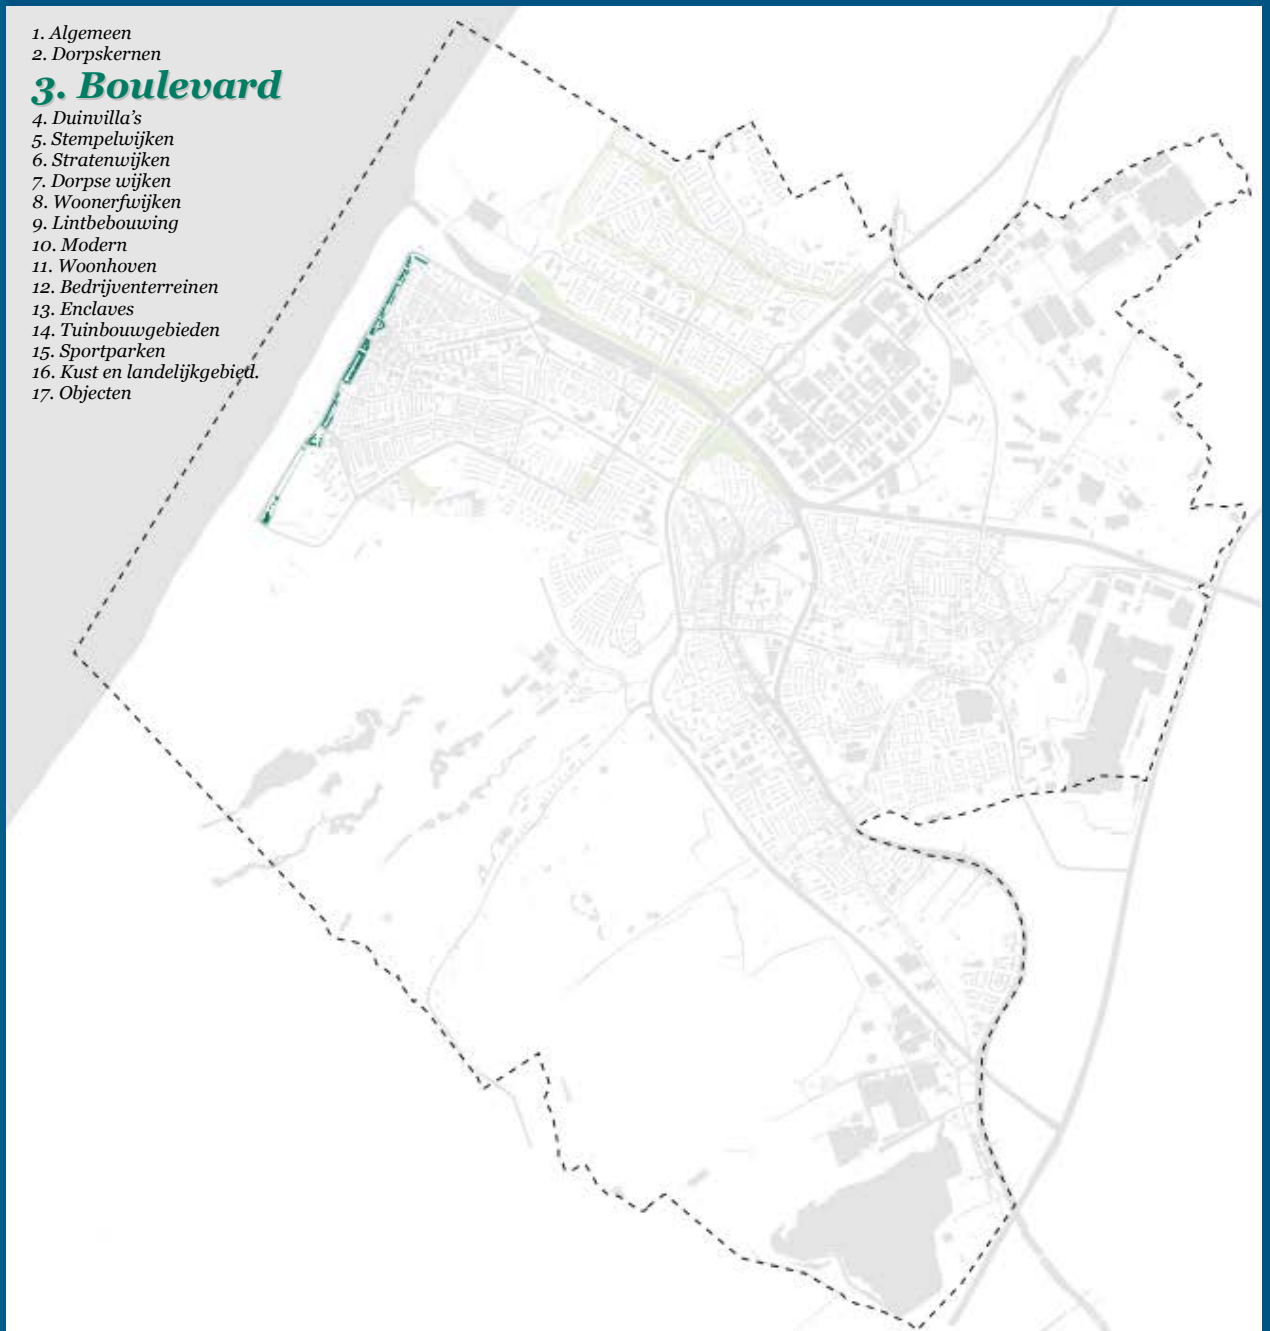 1. Algemeen
2. Dorpskernen
3. Boulevard
4. Duinvilla's
5. Stempelwijken
6. Stratenwijken
7. Dorpse wijken
8. Woonerfwijken
9. Lintbebouwing
10. Modern
11. Woonhoven
12. Bedrijventerreinen
13. Enclaves
14. Tuinbouwgebieden
15. Sportparken
16. Kust en landelijkgebied.
17. Objecten